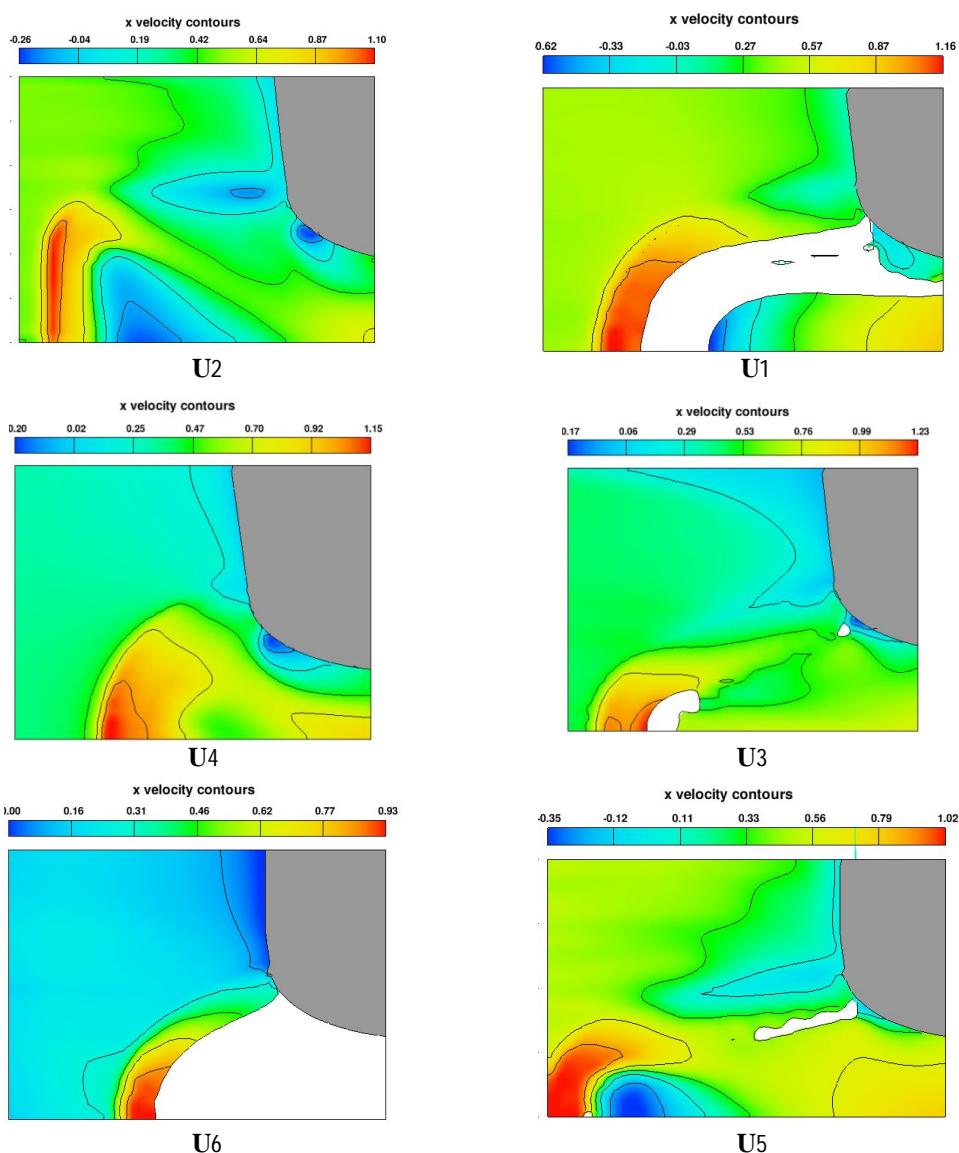 x velocity contours
-0.26 -0.04 0.19 0.42 0.64 0.87 1.10
U2
x velocity contours
-0.62 -0.33 -0.03 0.27 0.57 0.87 1.16
U1
x velocity contours
0.20 0.02 0.25 0.47 0.70 0.92 1.15
U4
x velocity contours
0.17 0.06 0.29 0.53 0.76 0.99 1.23
U3
x velocity contours
0.00 0.16 0.31 0.46 0.62 0.77 0.93
U6
x velocity contours
-0.35 -0.12 0.11 0.33 0.56 0.79 1.02
U5